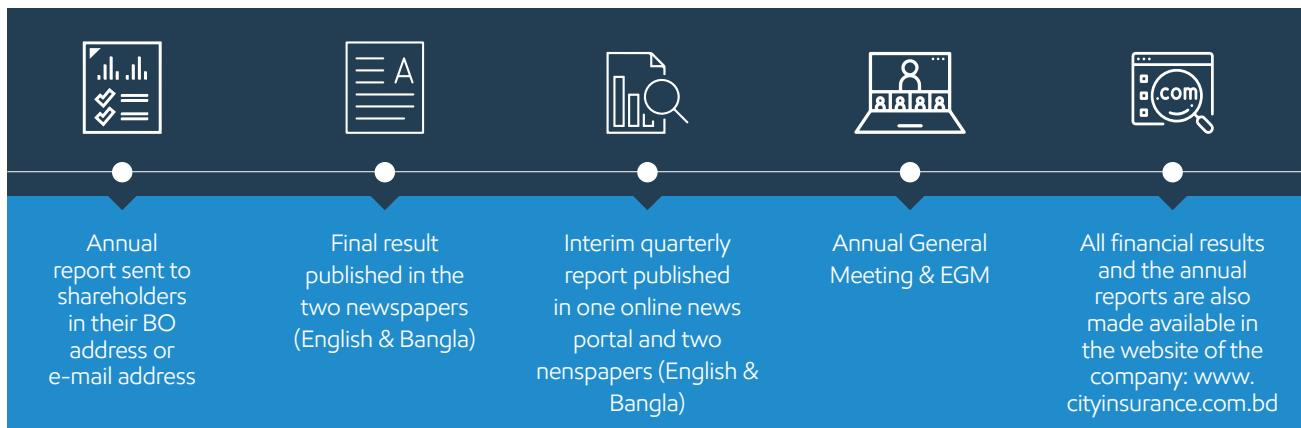 A
.com
Annual
report sent to
shareholders
in their BO
address or
e-mail address
Final result
published in the
two newspapers
(English & Bangla)
Interim quarterly
report published
in one online news
portal and two
nenspapers (English &
Bangla)
Annual General
Meeting & EGM
All financial results
and the annual
reports are also
made available in
the website of the
company: www.
cityinsurance.com.bd